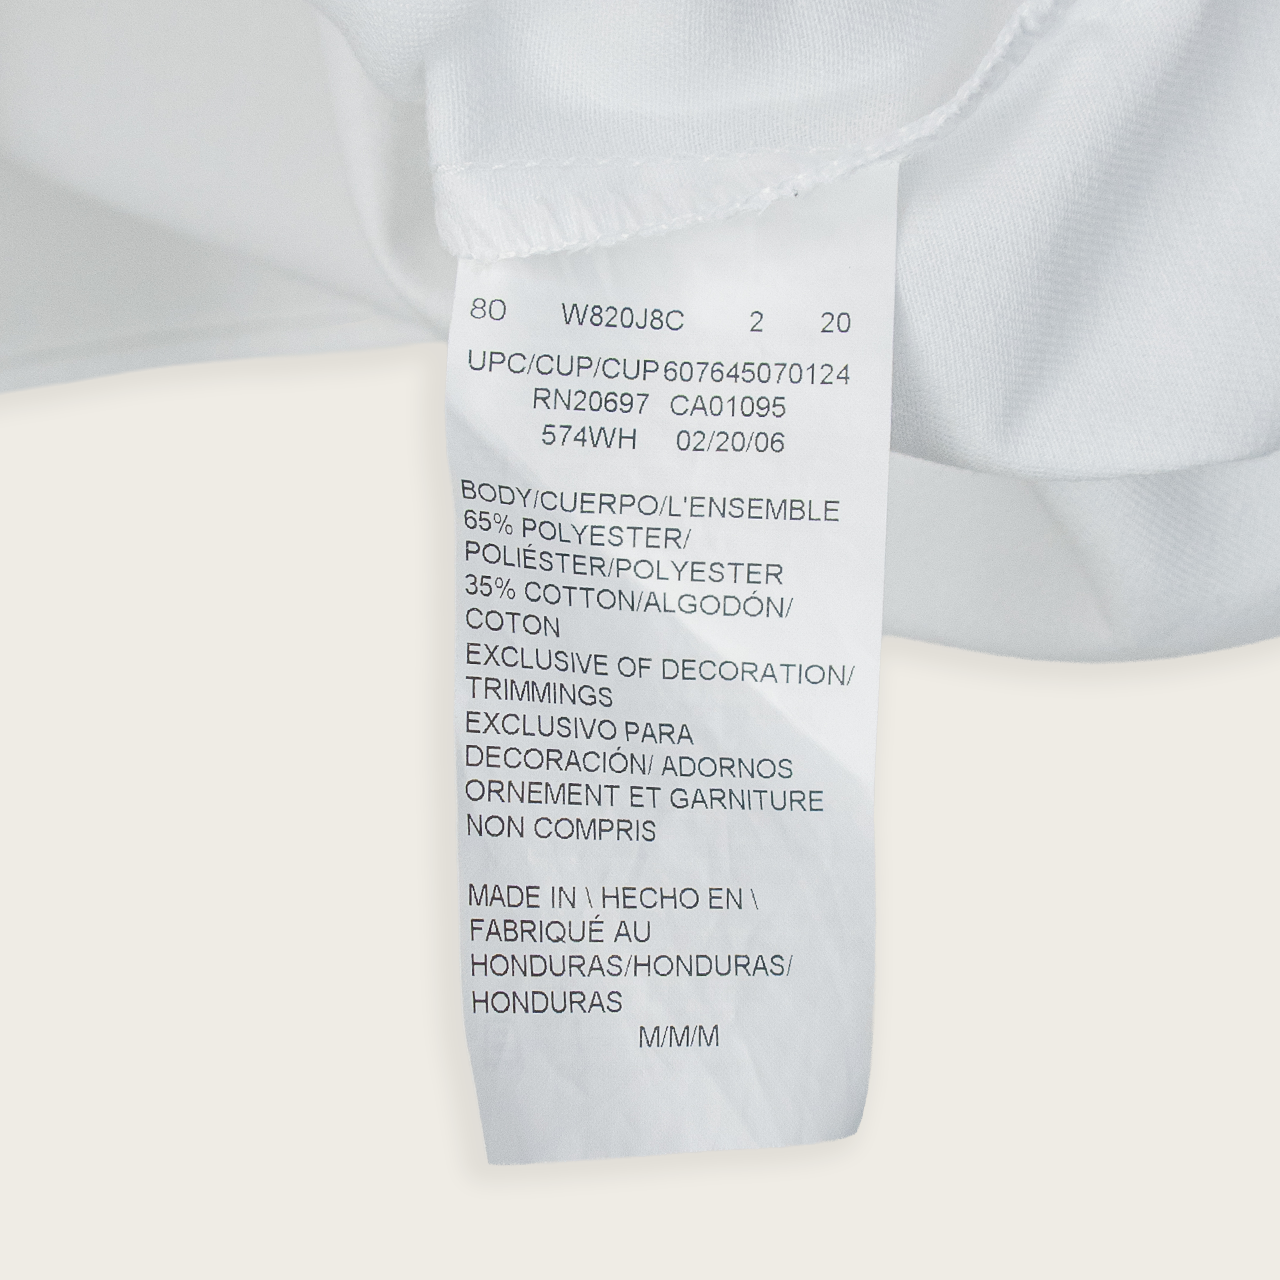 80 W820J8C 2 20
UPC/CUP/CUP 607645070124
RN20697 CA01095
574WH 02/20/06
BODY/CUERPO/L'ENSEMBLE
65% POLYESTER/
POLIÉSTER/POLYESTER
35% COTTON/ALGODÓN/
COTON
EXCLUSIVE OF DECORATION/
TRIMMINGS
EXCLUSIVO PARA
DECORACIÓN/ ADORNOS
ORNEMENT ET GARNITURE
NON COMPRIS
MADE IN \ HECHO EN \
FABRIQUÉ AU
HONDURAS/HONDURAS/
HONDURAS
M/M/M